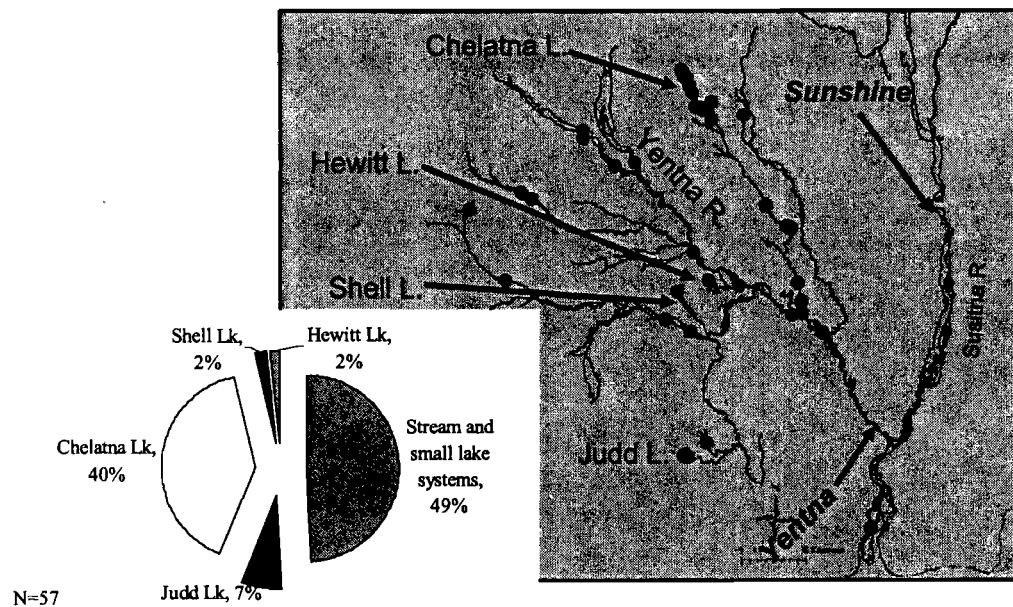 Chelatna L.
Sunshine
Yentna R.
Hewitt L.
Shell L.
Susitna R.
Judd L.
Yentna
Shell Lk,
2%
Hewitt Lk,
2%
Chelatna Lk,
40%
Stream and
small lake
systems,
49%
Judd Lk, 7%
N=57